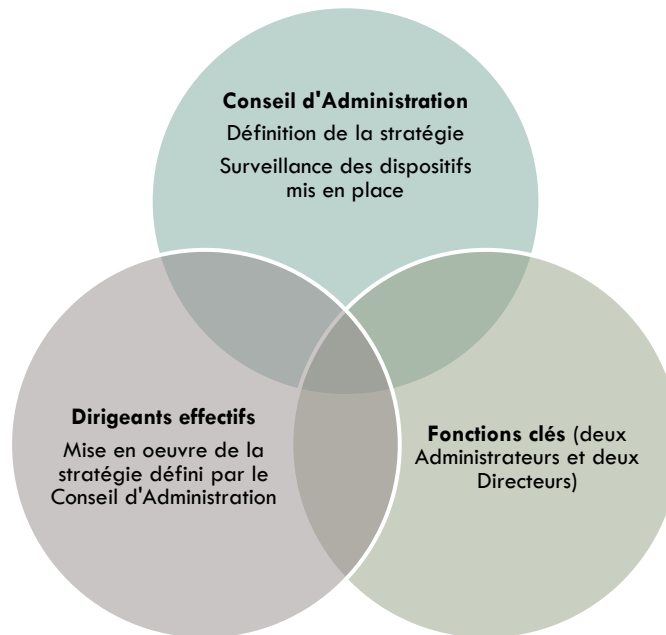 Conseil d'Administration
Définition de la stratégie
Surveillance des dispositifs
mis en place
Dirigeants effectifs
Mise en oeuvre de la
stratégie défini par le
Conseil d'Administration
Fonctions clés (deux
Administrateurs et deux
Directeurs)